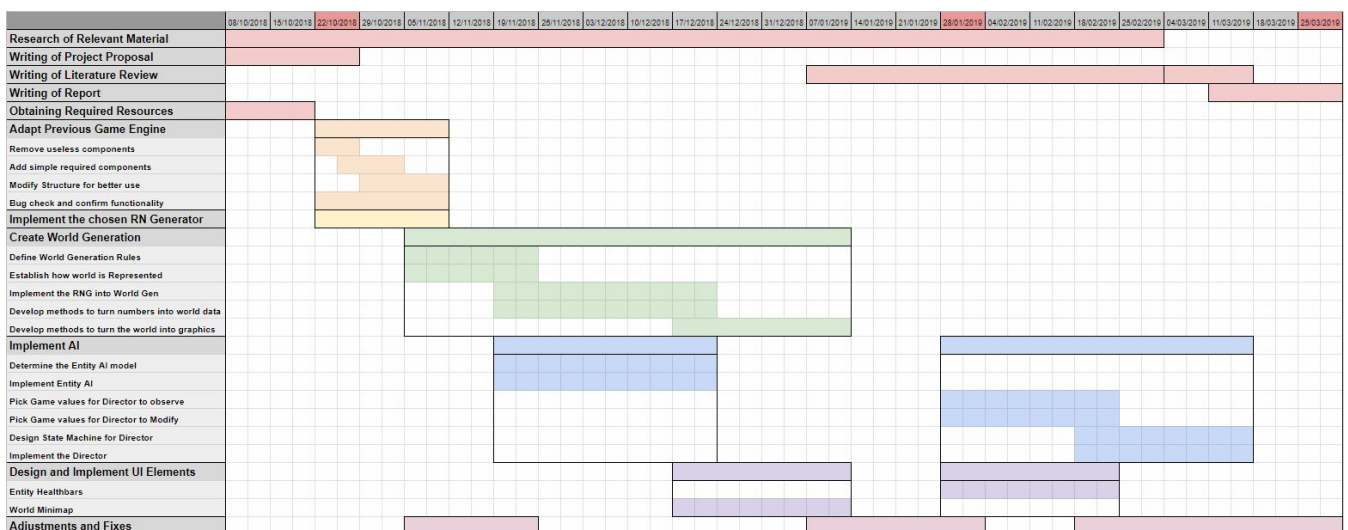 08/10/2018 15/10/2018 22/10/2018 29/10/2018 05/11/2018 12/11/2018 19/11/2018 26/11/2018 03/12/2018 10/12/2018 17/12/2018 24/12/2018 31/12/2018 07/01/2019 14/01/2019 21/01/2019 28/01/2019 04/02/2019 11/02/2019 18/02/2019 25/02/2019 04/03/2019 11/03/2019 18/03/2019 25/03/2019
Research of Relevant Material
Writing of Project Proposal
Writing of Literature Review
Writing of Report
Obtaining Required Resources
Adapt Previous Game Engine
Remove useless components
Add simple required components
Modify Structure for better use
Bug check and confirm functionality
Implement the chosen RN Generator
Create World Generation
Define World Generation Rules
Establish how world is Represented
Implement the RNG into World Gen
Develop methods to turn numbers into world data
Develop methods to turn the world into graphics
Implement AI
Determine the Entity AI model
Implement Entity AI
Pick Game values for Director to observe
Pick Game values for Director to Modify
Design State Machine for Director
Implement the Director
Design and Implement UI Elements
Entity Healthbars
World Minimap
Adjustments and Fixes